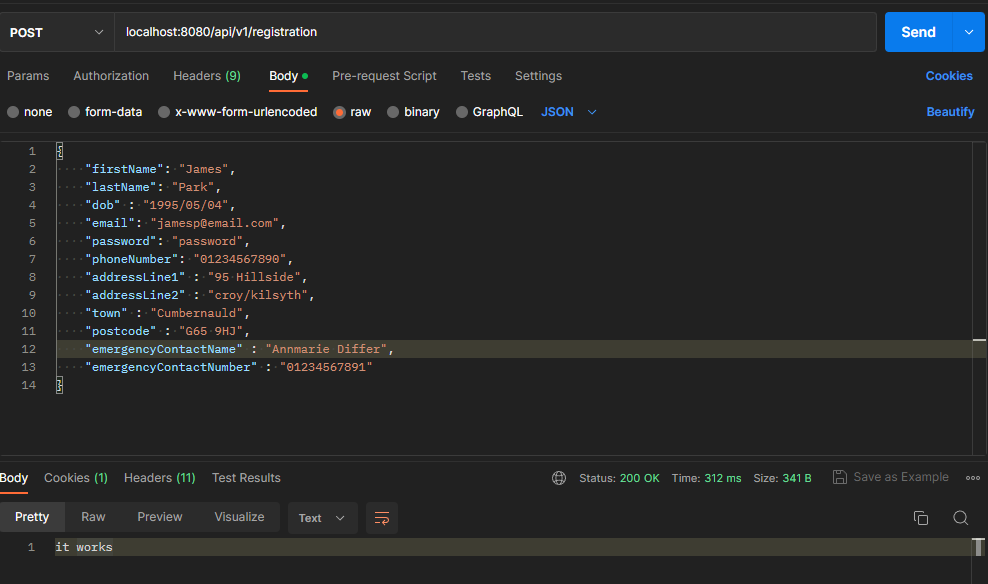 POST localhost:8080/api/v1/registration Send
Params Authorization Headers (9) Body Pre-request Script Tests Settings Cookies
none form-data x-www-form-urlencoded raw binary GraphQL JSON Beautify
1 {
2 "firstName": "James",
3 "lastName": "Park",
4 "dob" : "1995/05/04",
5 "email": "jamesp@email.com",
6 "password": "password",
7 "phoneNumber": "01234567890",
8 "addressLine1" : "95 Hillside",
9 "addressLine2" : "croy/kilsyth",
10 "town" : "Cumbernauld",
11 "postcode" : "G65 9HJ",
12 "emergencyContactName" : "Annmarie Differ",
13 "emergencyContactNumber" : "01234567891"
14 }
Body Cookies (1) Headers (11) Test Results Status: 200 OK Time: 312 ms Size: 341 B Save as Example
Pretty Raw Preview Visualize Text
1 it works